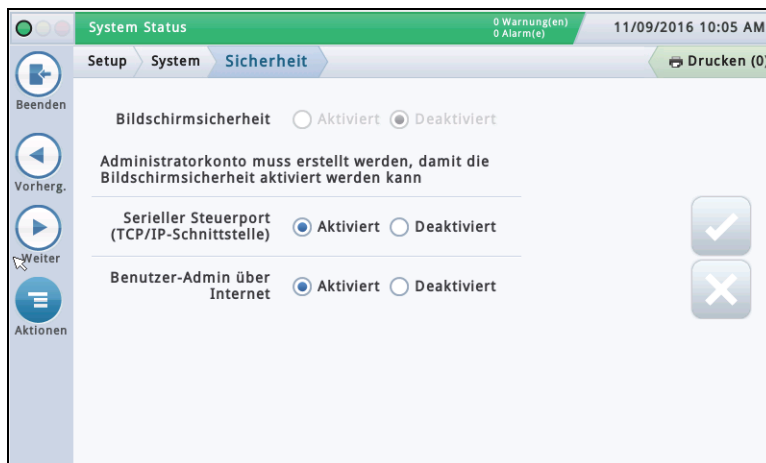 System Status
0 Warnung(en)
0 Alarm(e)
11/09/2016 10:05 AM
Setup System Sicherheit
Drucken (0)
Beenden
Vorherg.
Weiter
Aktionen
Bildschirmsicherheit Aktiviert Deaktiviert
Administratorkonto muss erstellt werden, damit die
Bildschirmsicherheit aktiviert werden kann
Serieller Steuerport
(TCP/IP-Schnittstelle) Aktiviert Deaktiviert
Benutzer-Admin über
Internet Aktiviert Deaktiviert